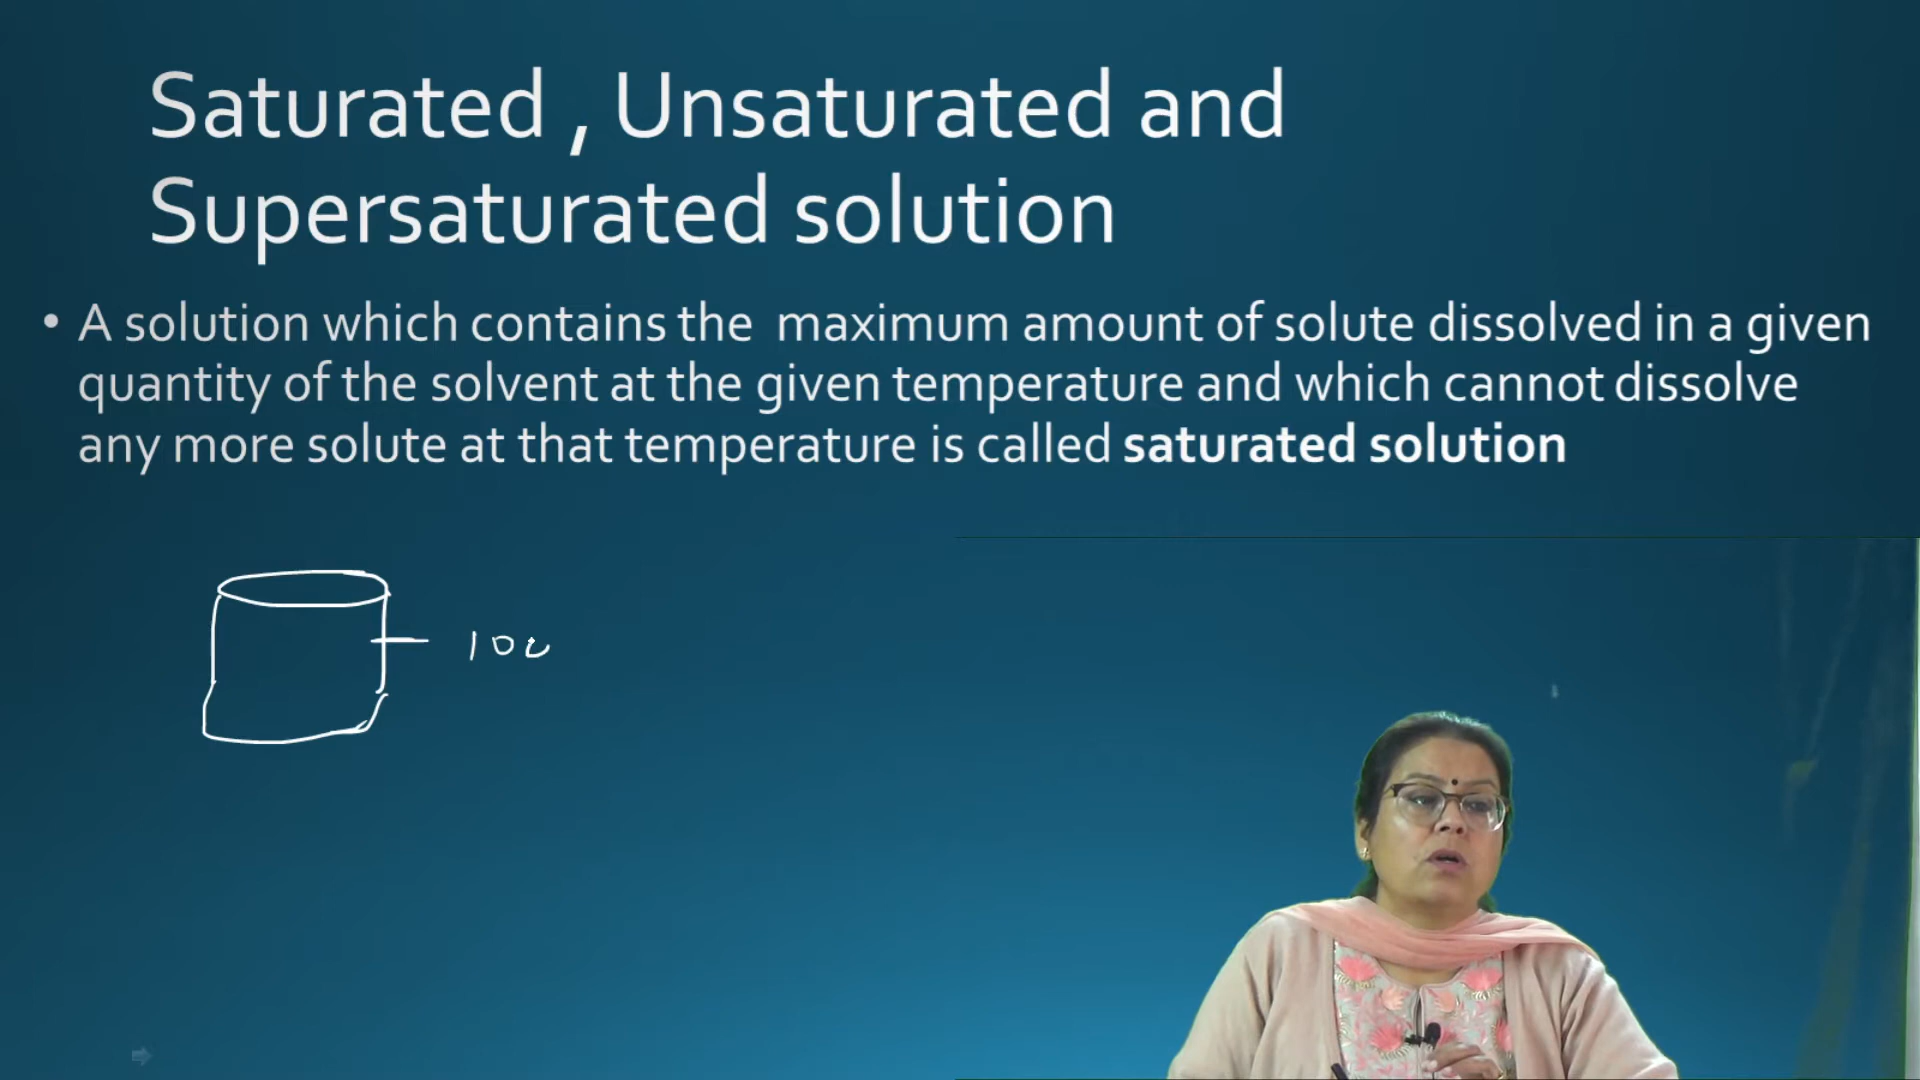 Saturated , Unsaturated and
Supersaturated solution
• A solution which contains the maximum amount of solute dissolved in a given
quantity of the solvent at the given temperature and which cannot dissolve
any more solute at that temperature is called saturated solution
100